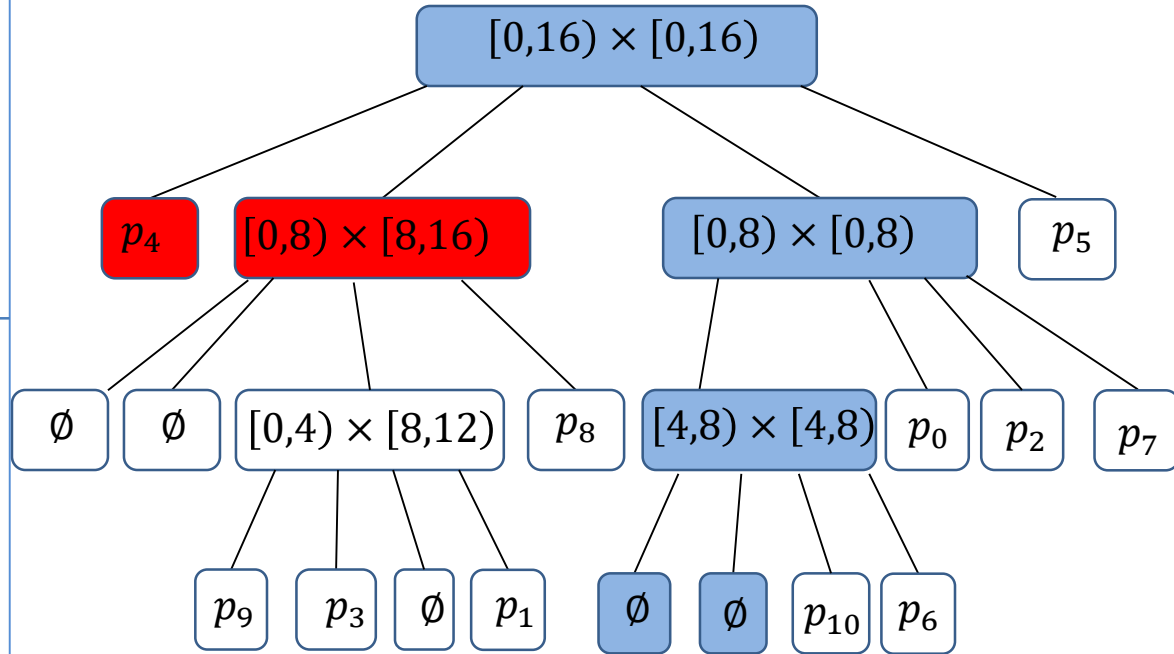 [0,16) × [0,16)
p₄ [0,8) × [8,16) [0,8) × [0,8) p₅
∅ ∅ [0,4) × [8,12) p₈ [4,8) × [4,8) p₀ p₂ p₇
p₉ p₃ ∅ p₁ ∅ ∅ p₁₀ p₆